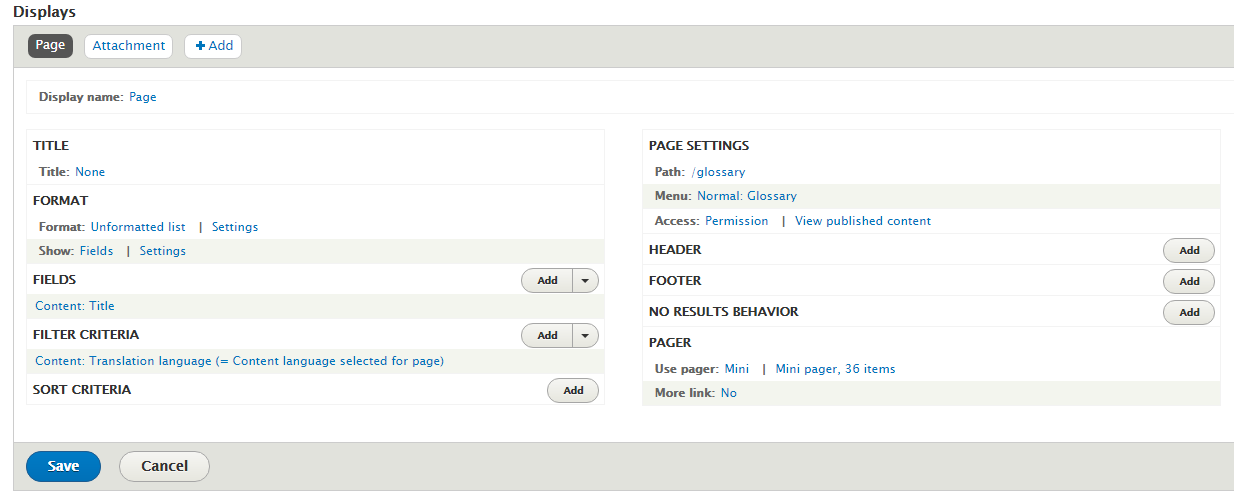 Displays
Page
Attachment
+ Add
Display name: Page
TITLE
Title: None
FORMAT
Format: Unformatted list | Settings
Show: Fields | Settings
FIELDS
Add
Content: Title
FILTER CRITERIA
Add
Content: Translation language (= Content language selected for page)
SORT CRITERIA
Add
PAGE SETTINGS
Path: /glossary
Menu: Normal: Glossary
Access: Permission | View published content
HEADER
Add
FOOTER
Add
NO RESULTS BEHAVIOR
Add
PAGER
Use pager: Mini | Mini pager, 36 items
More link: No
Save
Cancel